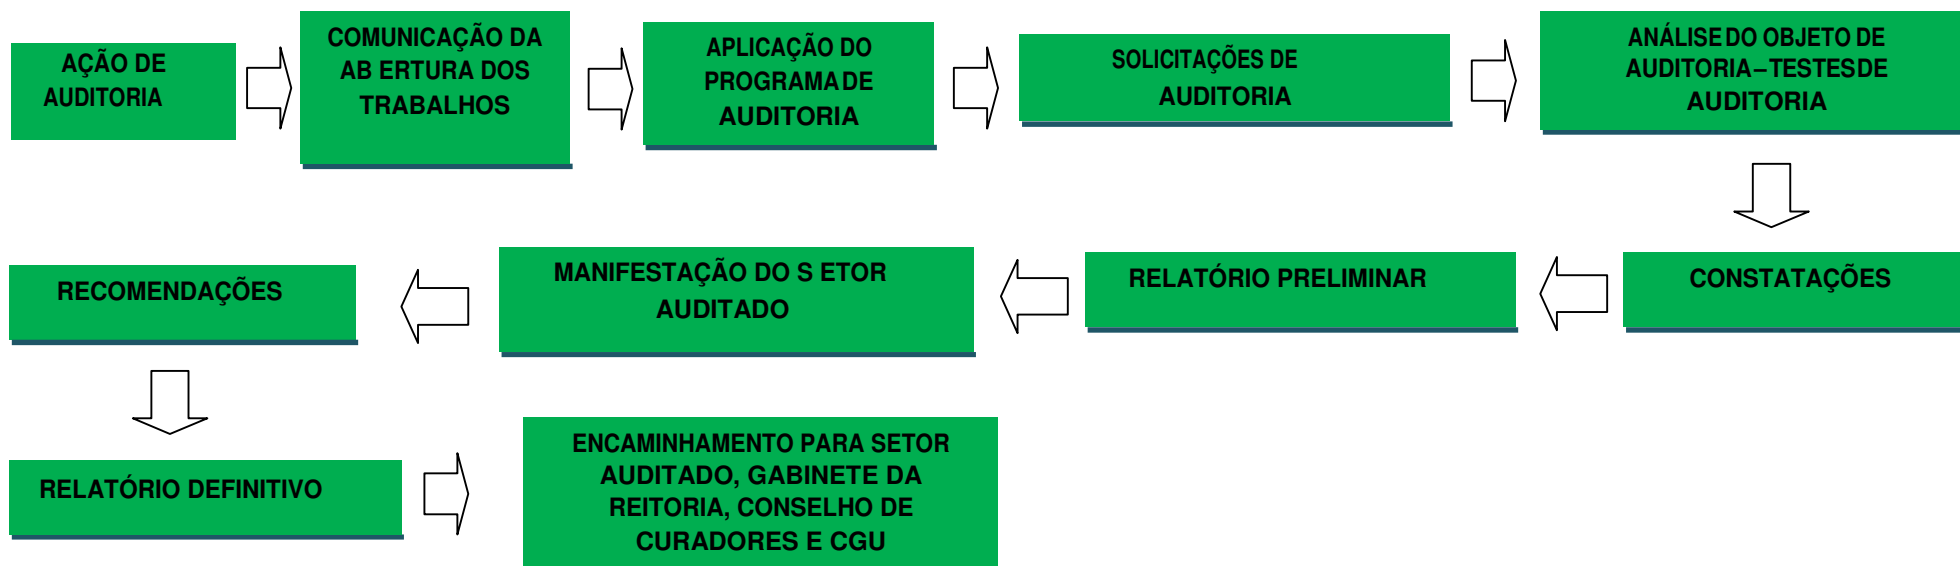 AÇÃO DE
AUDITORIA
COMUNICAÇÃO DA
AB ERTURA DOS
TRABALHOS
APLICAÇÃO DO
PROGRAMA DE
AUDITORIA
SOLICITAÇÕES DE
AUDITORIA
ANÁLISE DO OBJETO DE
AUDITORIA – TESTES DE
AUDITORIA
CONSTATAÇÕES
RELATÓRIO PRELIMINAR
MANIFESTAÇÃO DO S ETOR
AUDITADO
RECOMENDAÇÕES
RELATÓRIO DEFINITIVO
ENCAMINHAMENTO PARA SETOR
AUDITADO, GABINETE DA
REITORIA, CONSELHO DE
CURADORES E CGU